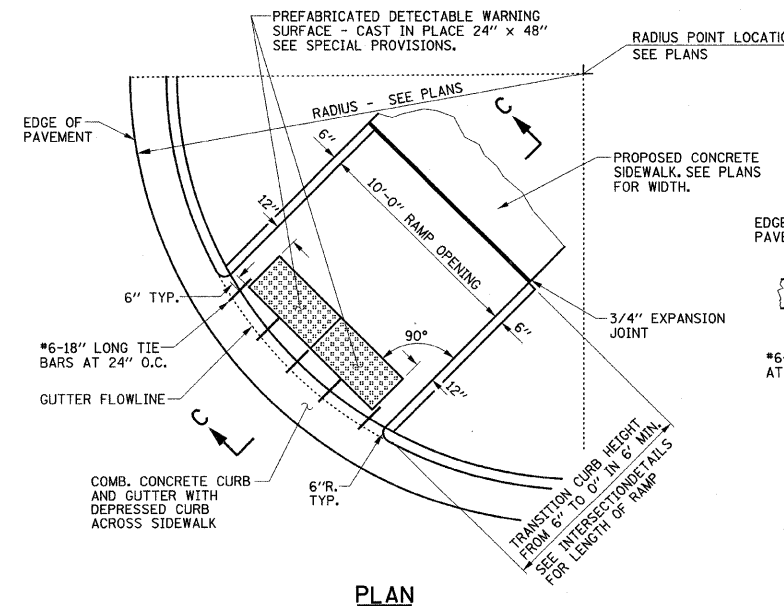 PREFABRICATED DETECTABLE WARNING
SURFACE - CAST IN PLACE 24" x 48"
SEE SPECIAL PROVISIONS.
RADIUS POINT LOCATIO
SEE PLANS
RADIUS - SEE PLANS
EDGE OF
PAVEMENT
C
6"
PROPOSED CONCRETE
SIDEWALK. SEE PLANS
FOR WIDTH.
10'-0" RAMP OPENING
12"
EDGE
PAVE
6" TYP.
6"
3/4" EXPANSION
JOINT
90°
#6-18" LONG TIE
BARS AT 24" O.C.
#6-
AT
12"
GUTTER FLOWLINE
C
COMB. CONCRETE CURB
AND GUTTER WITH
DEPRESSED CURB
ACROSS SIDEWALK
6"R.
TYP.
TRANSITION CURB HEIGHT
FROM 6" TO 0" IN 6' MIN.
SEE INTERSECTIONDETAILS
FOR LENGTH OF RAMP
PLAN